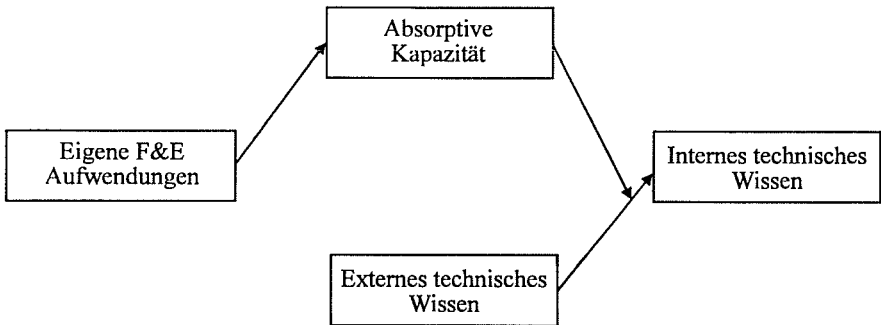 Absorptive
Kapazität
Eigene F&E
Aufwendungen
Internes technisches
Wissen
Externes technisches
Wissen